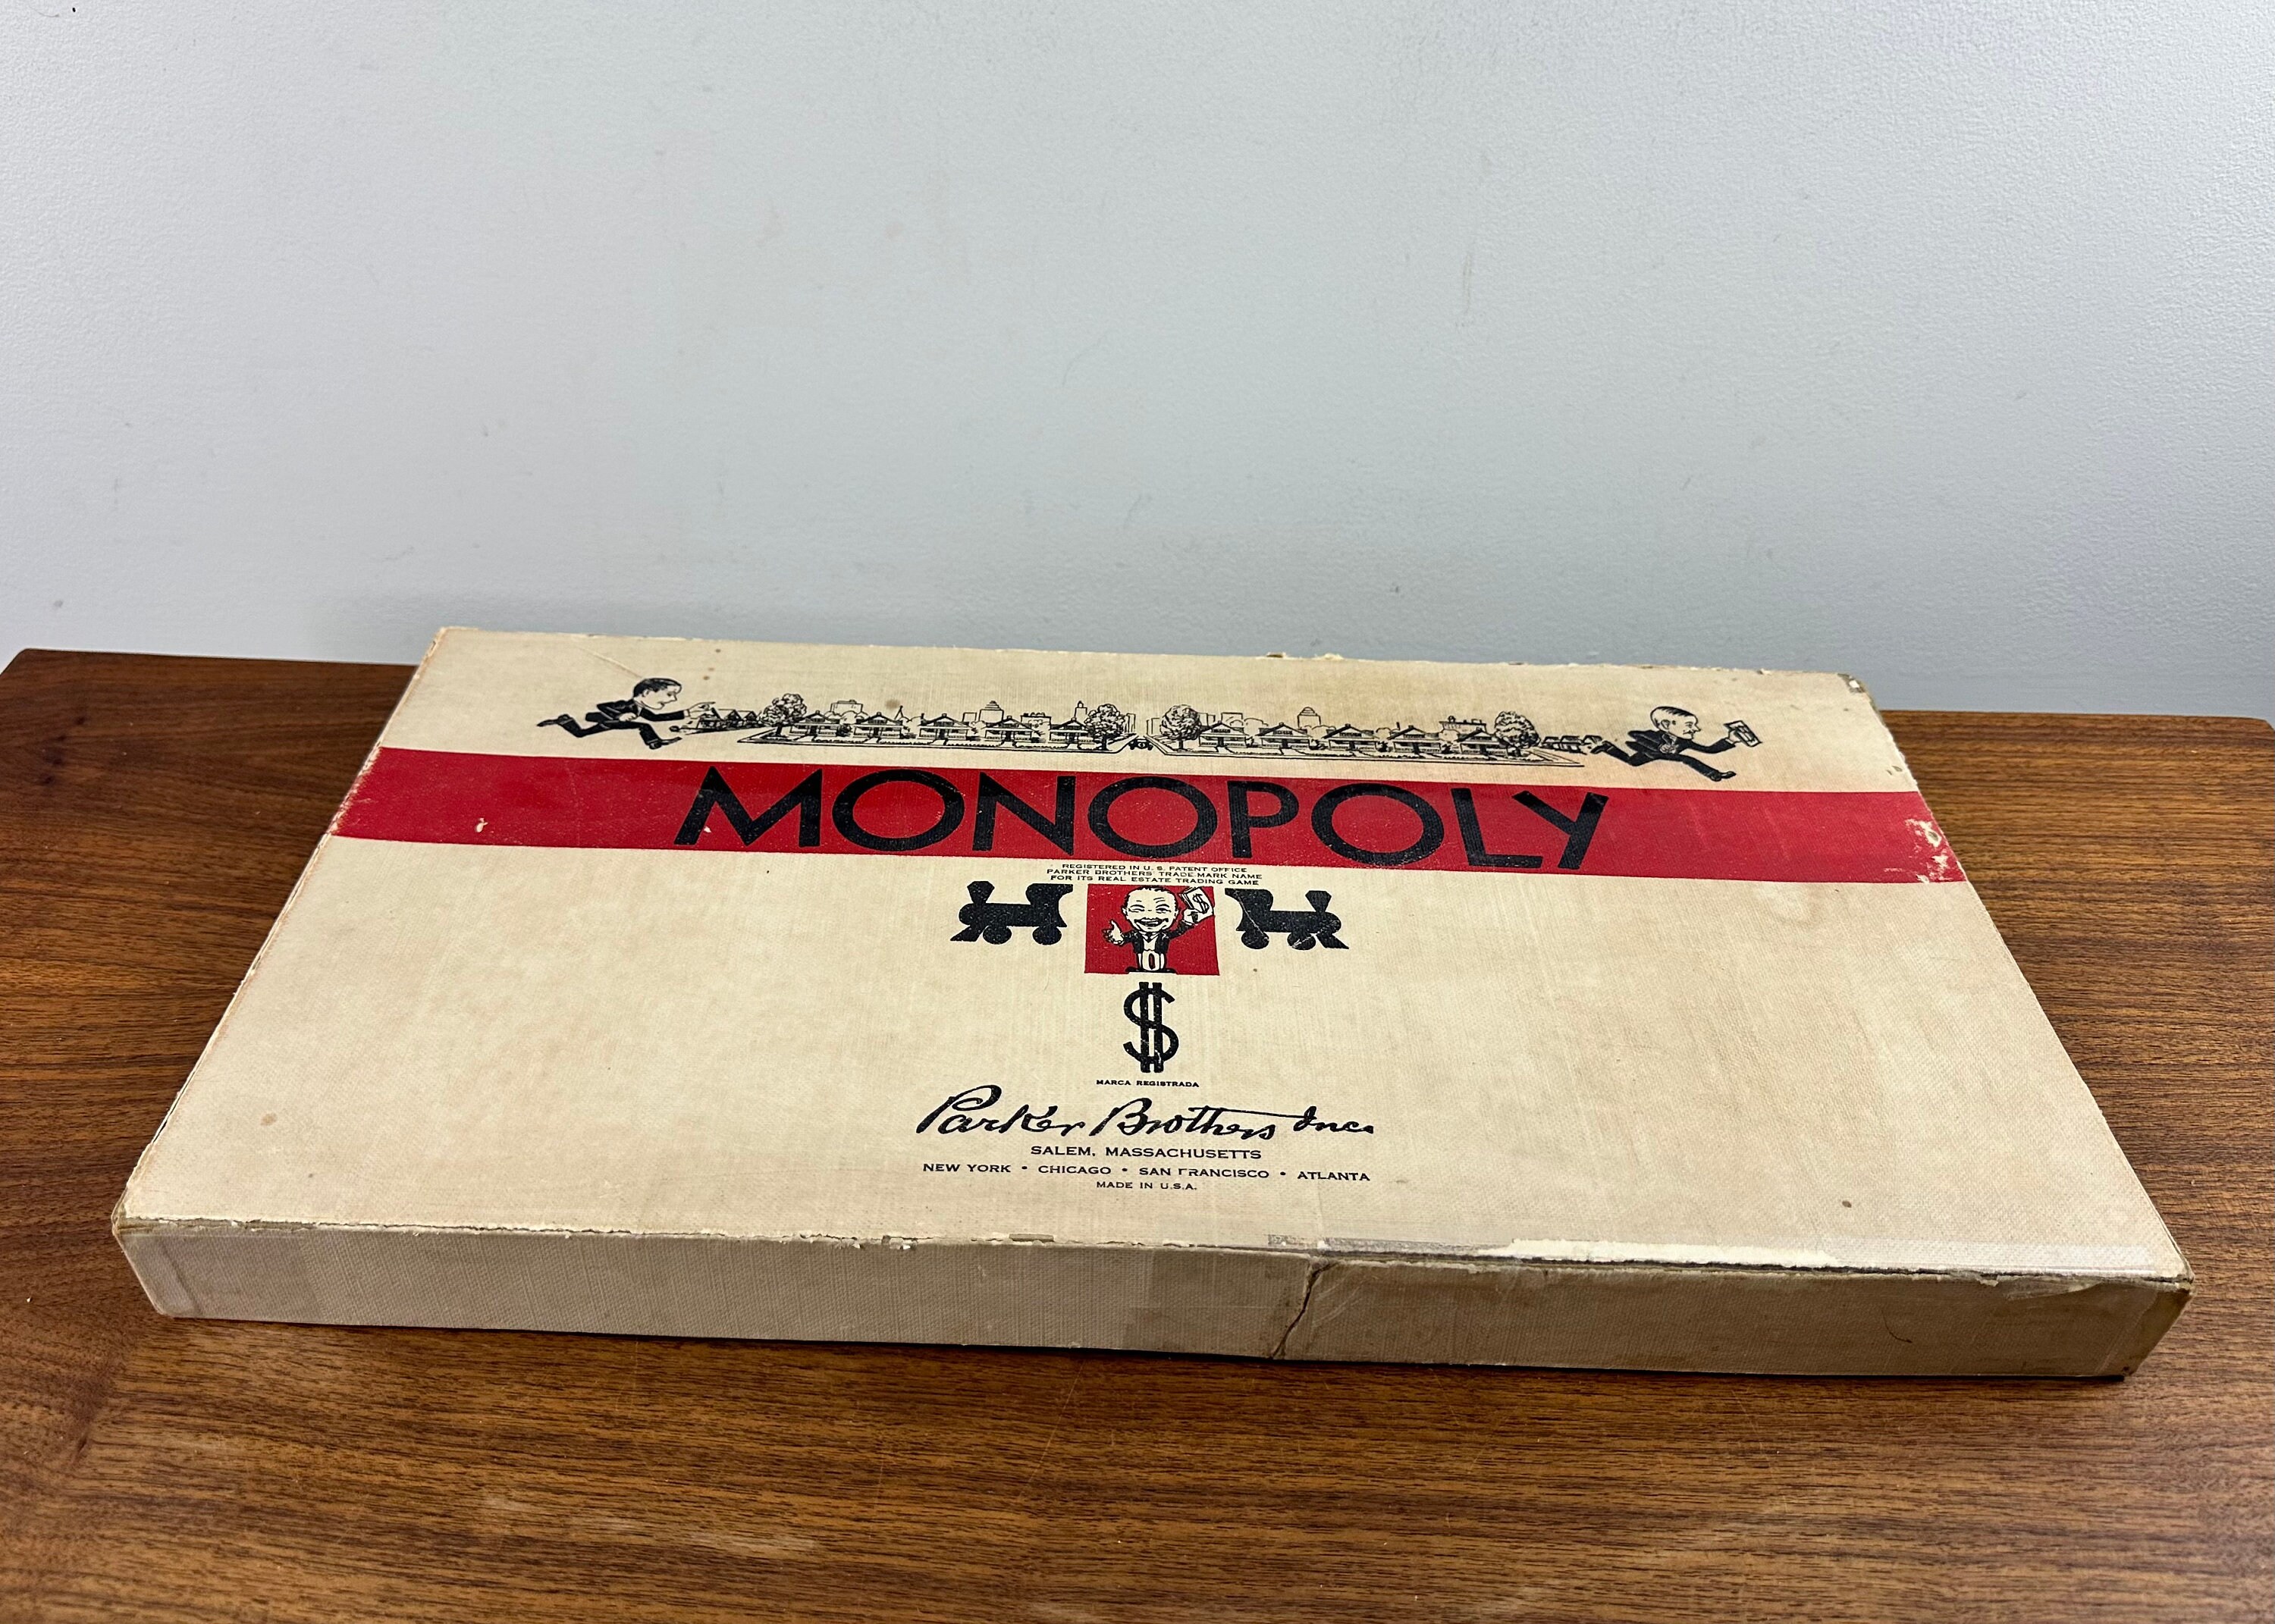 MONOPOLY
REGISTERED IN U. S. PATENT OFFICE
PARKER BROTHERS' TRADE-MARK NAME
FOR ITS REAL ESTATE TRADING GAME
$
$
MARCA REGISTRADA
Parker Brothers Inc.
SALEM, MASSACHUSETTS
NEW YORK • CHICAGO • SAN FRANCISCO • ATLANTA
MADE IN U.S.A.